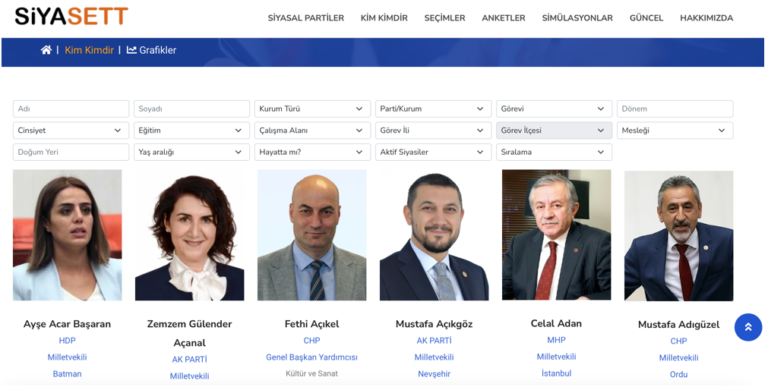 SiYASETT
SİYASAL PARTİLER KİM KİMDİR SEÇİMLER ANKETLER SİMÜLASYONLAR GÜNCEL HAKKIMIZDA
| Kim Kimdir | Grafikler
Adı Soyadı Kurum Türü Parti/Kurum Görevi Dönem
Cinsiyet Eğitim Çalışma Alanı Görev İli Görev İlçesi Mesleği
Doğum Yeri Yaş aralığı Hayatta mı? Aktif Siyasiler Sıralama
Ayşe Acar Başaran
HDP
Milletvekili
Batman
Zemzem Gülender
Açanal
AK PARTİ
Milletvekili
Fethi Açıkel
CHP
Genel Başkan Yardımcısı
Kültür ve Sanat
Mustafa Açıkgöz
AK PARTİ
Milletvekili
Nevşehir
Celal Adan
MHP
Milletvekili
İstanbul
Mustafa Adıgüzel
CHP
Milletvekili
Ordu